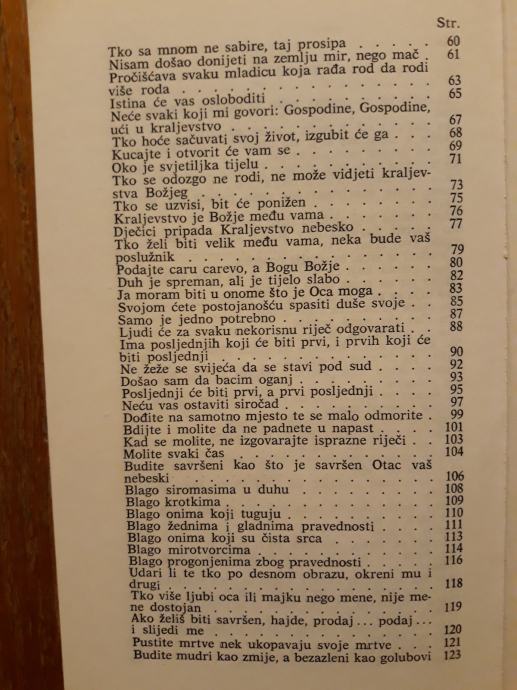 Str.
Tko sa mnom ne sabire, taj prosipa . . . . . 60
Nisam došao donijeti na zemlju mir, nego mač . 61
Pročišćava svaku mladicu koja rađa rod da rodi
više roda . . . . . . . . . . . . 63
Istina će vas osloboditi . . . . . . . . 65
Neće svaki koji mi govori: Gospodine, Gospodine,
ući u kraljevstvo . . . . . . . . . . 67
Tko hoće sačuvati svoj život, izgubit će ga . . . 68
Kucajte i otvorit će vam se . . . . . . . 69
Oko je svjetiljka tijelu . . . . . . . . . 71
Tko se odozgo ne rodi, ne može vidjeti kraljev-
stva Božjeg . . . . . . . . . . . . 73
Tko se uzvisi, bit će ponižen . . . . . . . 75
Kraljevstvo je Božje među vama . . . . . . 76
Dječici pripada Kraljevstvo nebesko . . . . . 77
Tko želi biti velik među vama, neka bude vaš
poslužnik . . . . . . . . . . . . . 79
Podajte caru carevo, a Bogu Božje . . . . . 80
Duh je spreman, ali je tijelo slabo . . . . . 82
Ja moram biti u onome što je Oca moga . . . . 83
Svojom ćete postojanošću spasiti duše svoje . . . 85
Samo je jedno potrebno . . . . . . . . . 87
Ljudi će za svaku nekorisnu riječ odgovarati . . 88
Ima posljednjih koji će biti prvi, i prvih koji će
biti posljednji . . . . . . . . . . . 90
Ne žeže se svijeća da se stavi pod sud . . . . 92
Došao sam da bacim oganj . . . . . . . . 93
Posljednji će biti prvi, a prvi posljednji . . . . 95
Neću vas ostaviti siročad . . . . . . . . 97
Dođite na samotno mjesto te se malo odmorite . 99
Bdijte i molite da ne padnete u napast . . . . 101
Kad se molite, ne izgovarajte isprazne riječi . . 103
Molite svaki čas . . . . . . . . . . . 104
Budite savršeni kao što je savršen Otac vaš
nebeski . . . . . . . . . . . . . . 106
Blago siromasima u duhu . . . . . . . . 108
Blago krotkima . . . . . . . . . . . . 109
Blago onima koji tuguju . . . . . . . . . 110
Blago žednima i gladnima pravednosti . . . . 111
Blago onima koji su čista srca . . . . . . . 113
Blago mirotvorcima . . . . . . . . . . 114
Blago progonjenima zbog pravednosti . . . . . 116
Udari li te tko po desnom obrazu, okreni mu i
drugi . . . . . . . . . . . . . . . 118
Tko više ljubi oca ili majku nego mene, nije me-
ne dostojan . . . . . . . . . . . . . 119
Ako želiš biti savršen, hajde, prodaj . . . podaj . . .
i slijedi me . . . . . . . . . . . . . 120
Pustite mrtve nek ukopavaju svoje mrtve . . . 121
Budite mudri kao zmije, a bezazleni kao golubovi 123